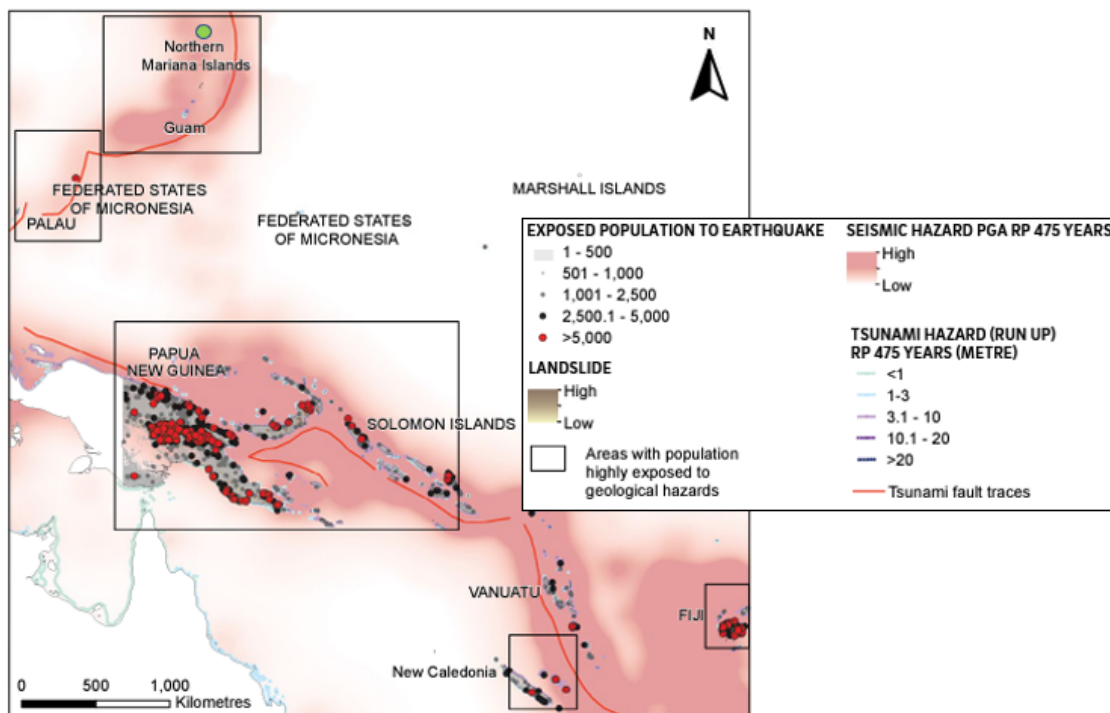 Northern
Mariana Islands
Guam
N
FEDERATED STATES
OF MICRONESIA
PALAU
FEDERATED STATES
OF MICRONESIA
MARSHALL ISLANDS
EXPOSED POPULATION TO EARTHQUAKE
1 - 500
501 - 1,000
1,001 - 2,500
2,500.1 - 5,000
>5,000
LANDSLIDE
High
Low
Areas with population
highly exposed to
geological hazards
SEISMIC HAZARD PGA RP 475 YEARS
High
Low
TSUNAMI HAZARD (RUN UP)
RP 475 YEARS (METRE)
<1
1-3
3.1 - 10
10.1 - 20
>20
Tsunami fault traces
PAPUA
NEW GUINEA
SOLOMON ISLANDS
VANUATU
FIJI
New Caledonia
0 500 1,000
Kilometres